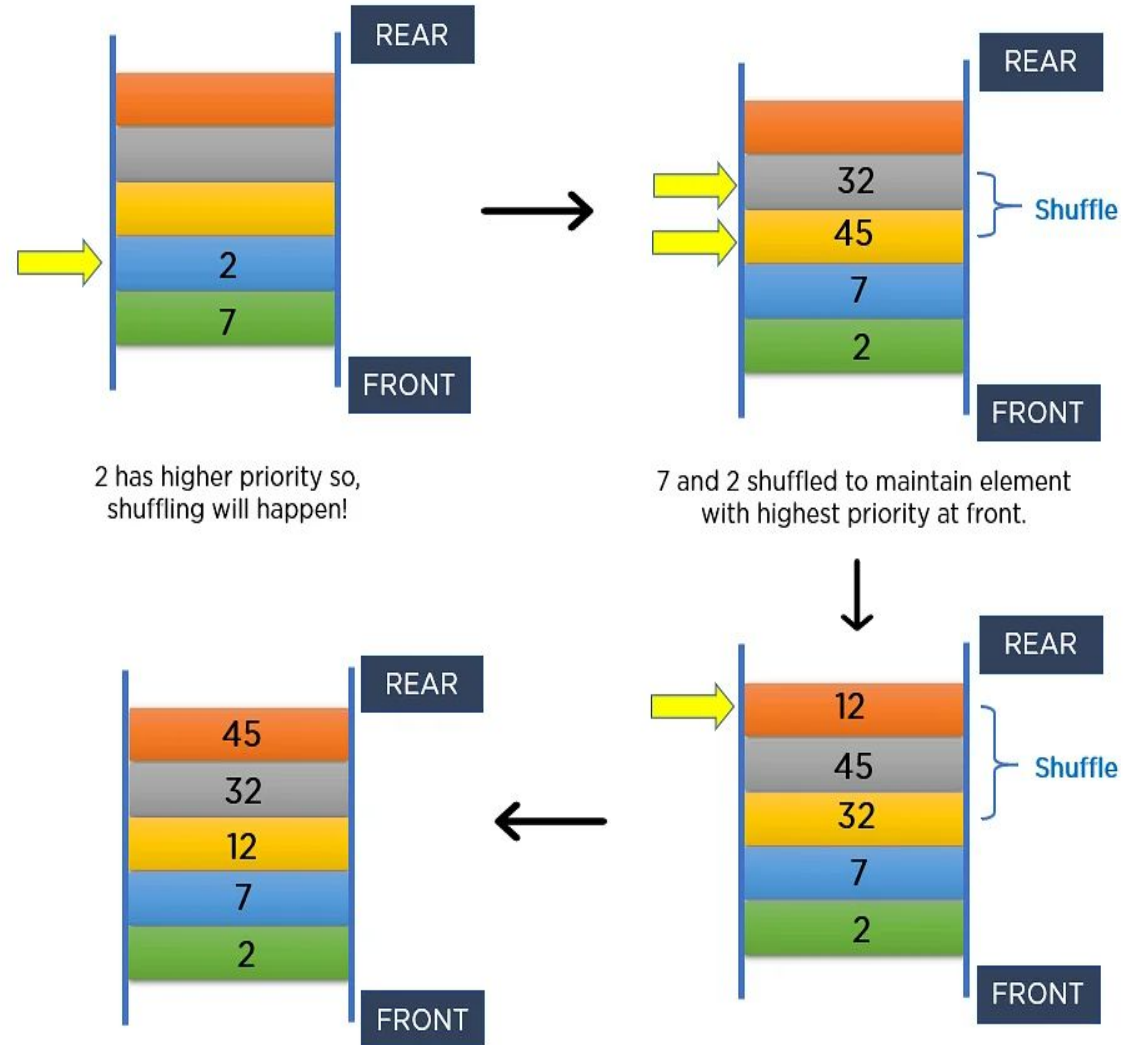 REAR
2
7
FRONT
2 has higher priority so,
shuffling will happen!
REAR
32
45
Shuffle
7
2
FRONT
7 and 2 shuffled to maintain element
with highest priority at front.
REAR
12
45
Shuffle
32
7
2
FRONT
REAR
45
32
12
7
2
FRONT